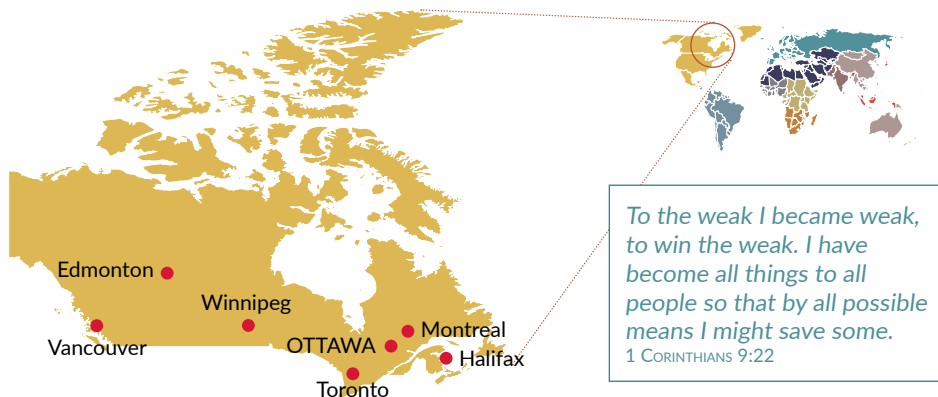 Edmonton
Winnipeg
Vancouver
OTTAWA
Montreal
Halifax
Toronto
To the weak I became weak,
to win the weak. I have
become all things to all
people so that by all possible
means I might save some.
1 Corinthians 9:22